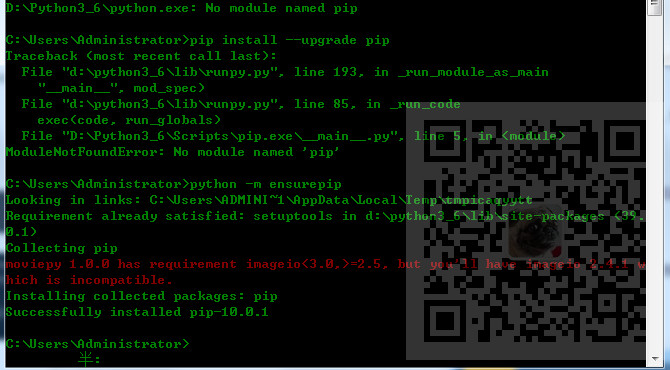 D:\Python3_6\python.exe: No module named pip
C:\Users\Administrator>pip install --upgrade pip
Traceback (most recent call last):
File "d:\python3_6\lib\runpy.py", line 193, in _run_module_as_main
"__main__", mod_spec)
File "d:\python3_6\lib\runpy.py", line 85, in _run_code
exec(code, run_globals)
File "D:\Python3_6\Scripts\pip.exe\__main__.py", line 5, in <module>
ModuleNotFoundError: No module named 'pip'
C:\Users\Administrator>python -m ensurepip
Looking in links: C:\Users\ADMINI~1\AppData\Local\Temp\tmpicaqyytt
Requirement already satisfied: setuptools in d:\python3_6\lib\site-packages (39.
0.1)
Collecting pip
moviepy 1.0.0 has requirement imageio<3.0,>=2.5, but you'll have imageio 2.4.1 w
hich is incompatible.
Installing collected packages: pip
Successfully installed pip-10.0.1
C:\Users\Administrator>
半: